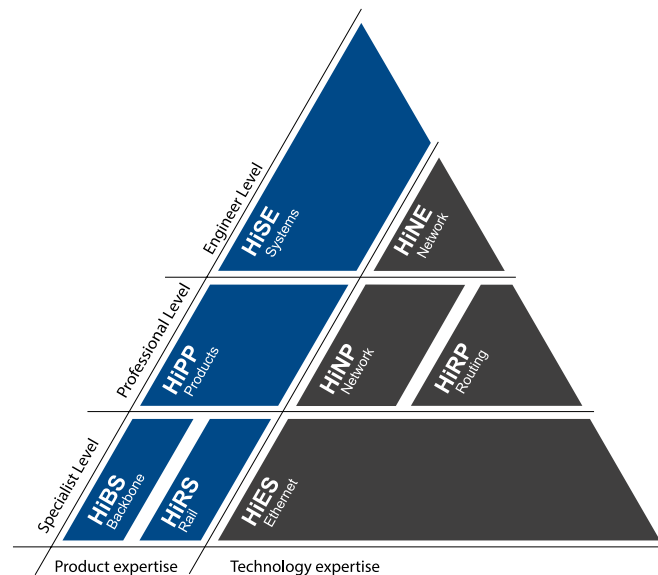 Engineer Level
HiSE
Systems
HiNE
Network
Professional Level
HiPP
Products
HiNP
Network
HiRP
Routing
Specialist Level
HiBS
Backbone
HiRS
Rail
HiES
Ethernet
Product expertise
Technology expertise